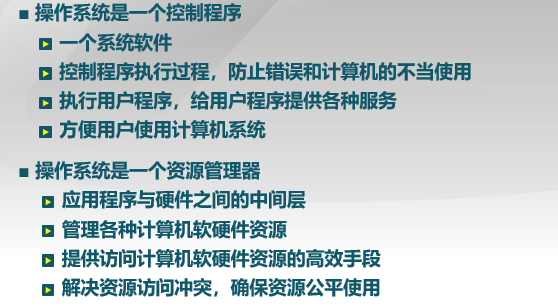 操作系统是一个控制程序
一个系统软件
控制程序执行过程，防止错误和计算机的不当使用
执行用户程序，给用户程序提供各种服务
方便用户使用计算机系统
操作系统是一个资源管理器
应用程序与硬件之间的中间层
管理各种计算机软硬件资源
提供访问计算机软硬件资源的高效手段
解决资源访问冲突，确保资源公平使用